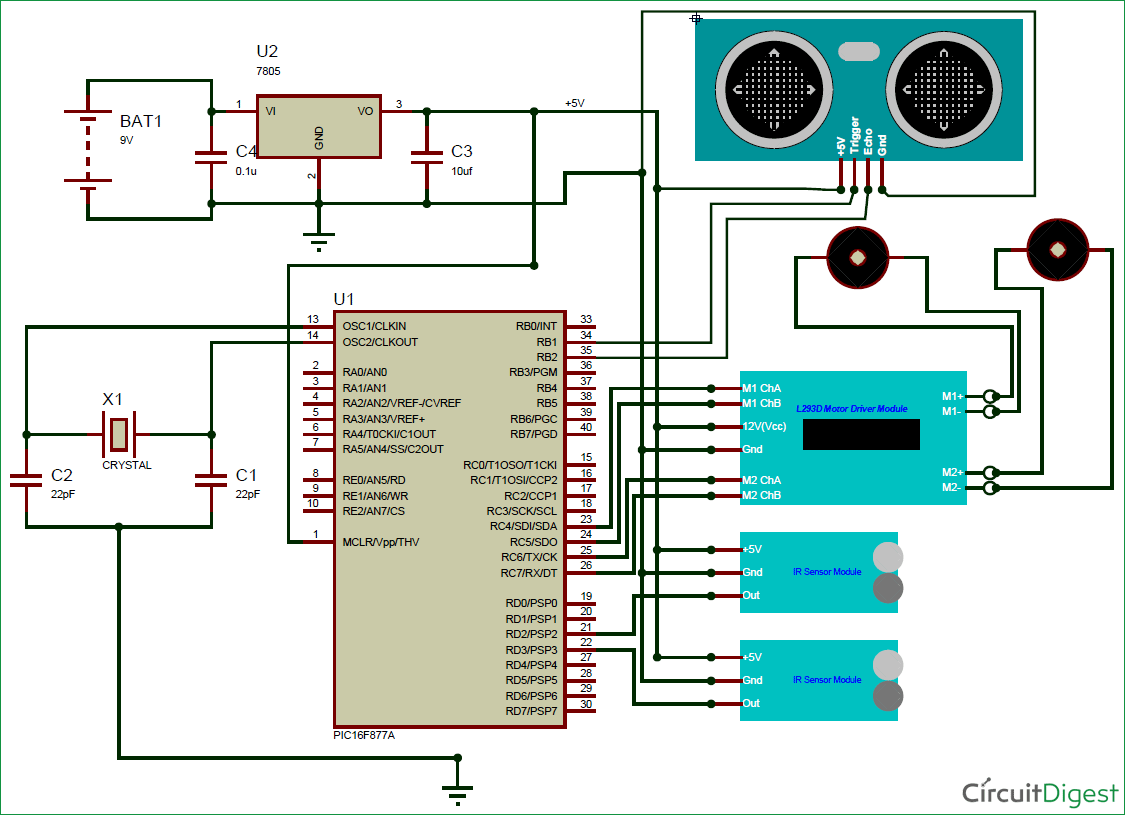 U2
7805
1
VI
VO
3
GND
2
+5V
BAT1
9V
C4
0.1u
C3
10uf
+5V
Trigger
Echo
Gnd
U1
13
OSC1/CLKIN
14
OSC2/CLKOUT
2
RA0/AN0
3
RA1/AN1
4
RA2/AN2/VREF-/CVREF
5
RA3/AN3/VREF+
6
RA4/T0CKI/C1OUT
7
RA5/AN4/SS/C2OUT
8
RE0/AN5/RD
9
RE1/AN6/WR
10
RE2/AN7/CS
1
MCLR/Vpp/THV
RB0/INT
33
RB1
34
RB2
35
RB3/PGM
36
RB4
37
RB5
38
RB6/PGC
39
RB7/PGD
40
RC0/T1OSO/T1CKI
15
RC1/T1OSI/CCP2
16
RC2/CCP1
17
RC3/SCK/SCL
18
RC4/SDI/SDA
23
RC5/SDO
24
RC6/TX/CK
25
RC7/RX/DT
26
RD0/PSP0
19
RD1/PSP1
20
RD2/PSP2
21
RD3/PSP3
22
RD4/PSP4
27
RD5/PSP5
28
RD6/PSP6
29
RD7/PSP7
30
PIC16F877A
X1
CRYSTAL
C2
22pF
C1
22pF
M1 ChA
M1 ChB
12V(Vcc)
Gnd
M2 ChA
M2 ChB
L293D Motor Driver Module
M1+
M1-
M2+
M2-
+5V
Gnd
Out
IR Sensor Module
+5V
Gnd
Out
IR Sensor Module
CircuitDigest